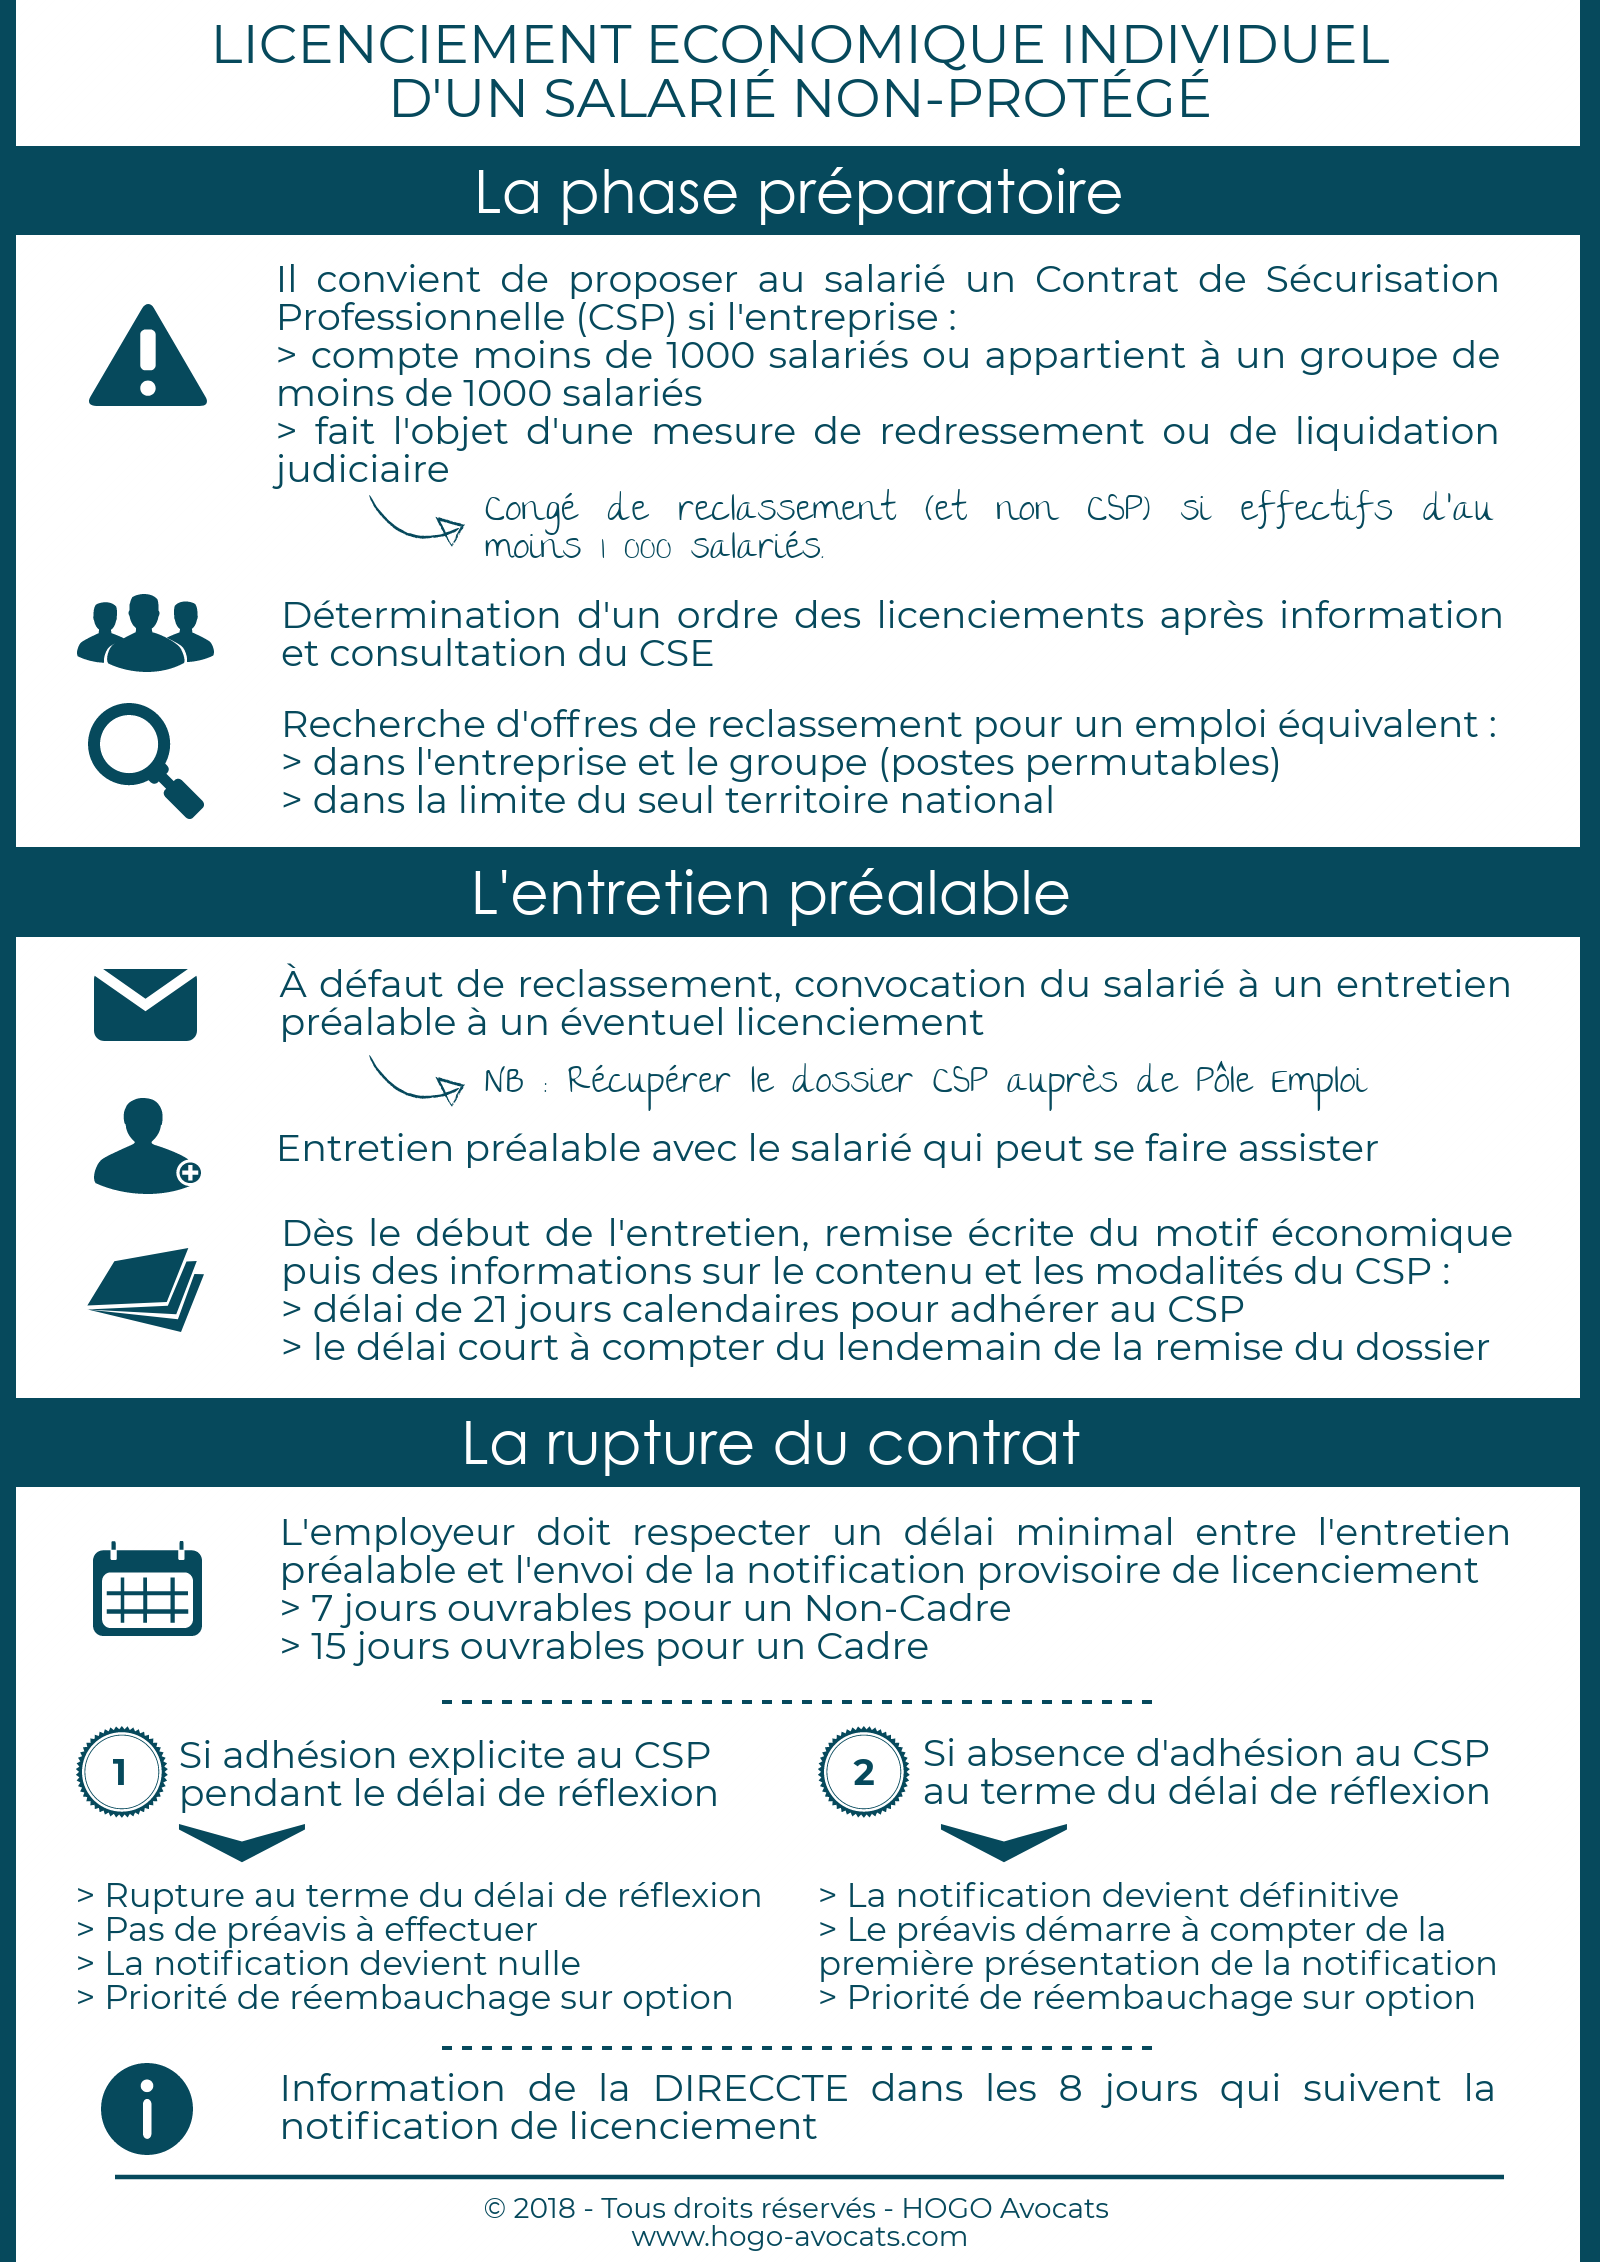 LICENCIEMENT ECONOMIQUE INDIVIDUEL
D'UN SALARIÉ NON-PROTÉGÉ
La phase préparatoire
Il convient de proposer au salarié un Contrat de Sécurisation
Professionnelle (CSP) si l'entreprise :
> compte moins de 1000 salariés ou appartient à un groupe de
moins de 1000 salariés
> fait l'objet d'une mesure de redressement ou de liquidation
judiciaire
Congé de reclassement (et non CSP) si effectifs d'au
moins 1 000 salariés.
Détermination d'un ordre des licenciements après information
et consultation du CSE
Recherche d'offres de reclassement pour un emploi équivalent :
> dans l'entreprise et le groupe (postes permutables)
> dans la limite du seul territoire national
L'entretien préalable
À défaut de reclassement, convocation du salarié à un entretien
préalable à un éventuel licenciement
NB : Récupérer le dossier CSP auprès de Pôle Emploi
Entretien préalable avec le salarié qui peut se faire assister
Dès le début de l'entretien, remise écrite du motif économique
puis des informations sur le contenu et les modalités du CSP :
> délai de 21 jours calendaires pour adhérer au CSP
> le délai court à compter du lendemain de la remise du dossier
La rupture du contrat
L'employeur doit respecter un délai minimal entre l'entretien
préalable et l'envoi de la notification provisoire de licenciement
> 7 jours ouvrables pour un Non-Cadre
> 15 jours ouvrables pour un Cadre
1
Si adhésion explicite au CSP
pendant le délai de réflexion
> Rupture au terme du délai de réflexion
> Pas de préavis à effectuer
> La notification devient nulle
> Priorité de réembauchage sur option
2
Si absence d'adhésion au CSP
au terme du délai de réflexion
> La notification devient définitive
> Le préavis démarre à compter de la
première présentation de la notification
> Priorité de réembauchage sur option
Information de la DIRECCTE dans les 8 jours qui suivent la
notification de licenciement
© 2018 - Tous droits réservés - HOGO Avocats
www.hogo-avocats.com